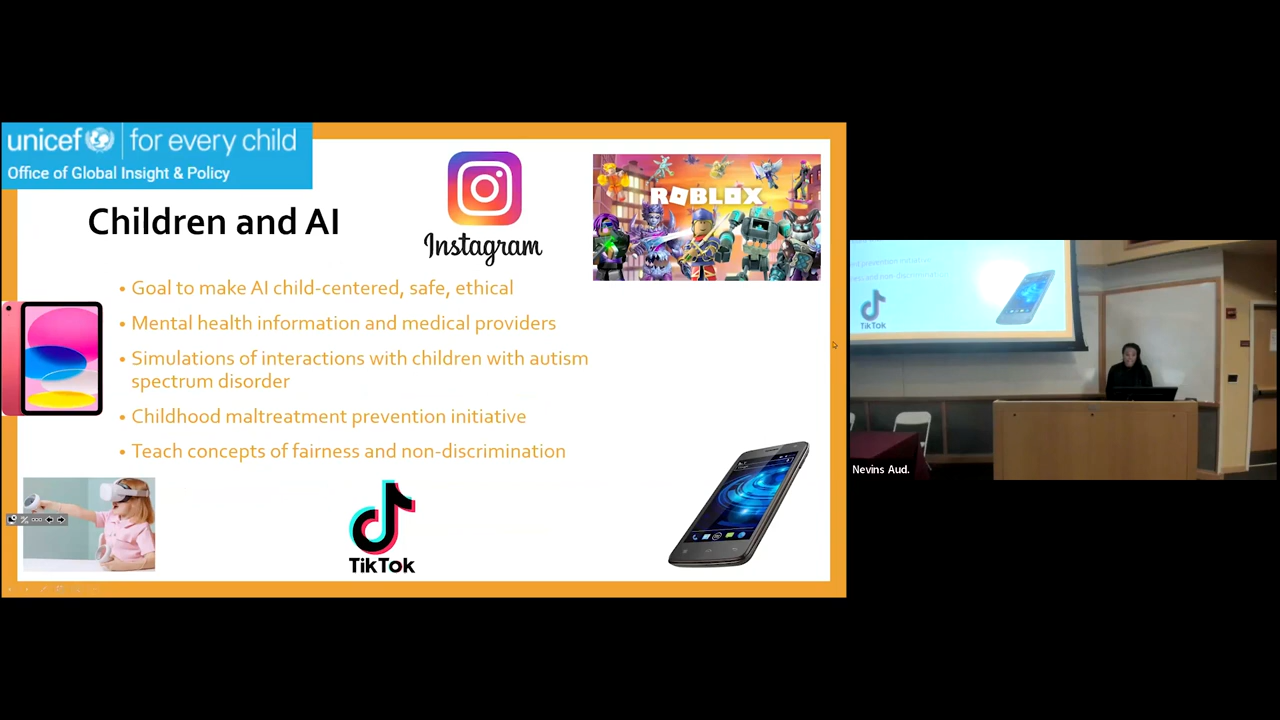 unicef for every child
Office of Global Insight & Policy
Children and AI
Instagram
ROBLOX
• Goal to make AI child-centered, safe, ethical
• Mental health information and medical providers
• Simulations of interactions with children with autism
spectrum disorder
• Childhood maltreatment prevention initiative
• Teach concepts of fairness and non-discrimination
TikTok
TikTok
Nevins Aud.